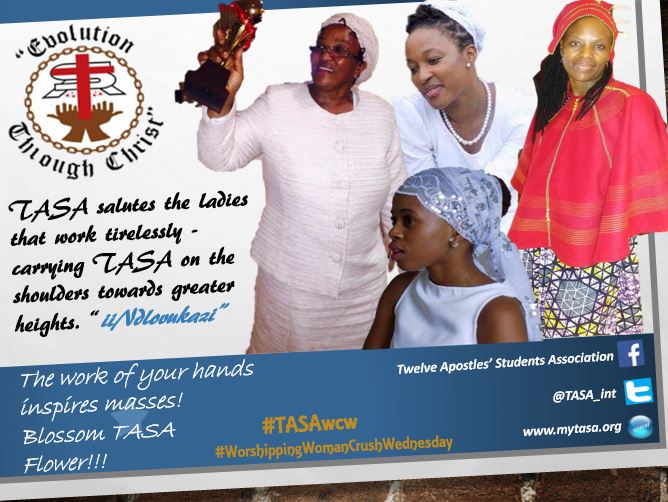 "Evolution
Through Christ"
TASA salutes the ladies
that work tirelessly -
carrying TASA on the
shoulders towards greater
heights. "iiNdlovukazi"
The work of your hands
inspires masses!
Blossom TASA
Flower!!!
#TASAwcw
#WorshippingWomanCrushWednesday
Twelve Apostles' Students Association
@TASA_int
www.mytasa.org